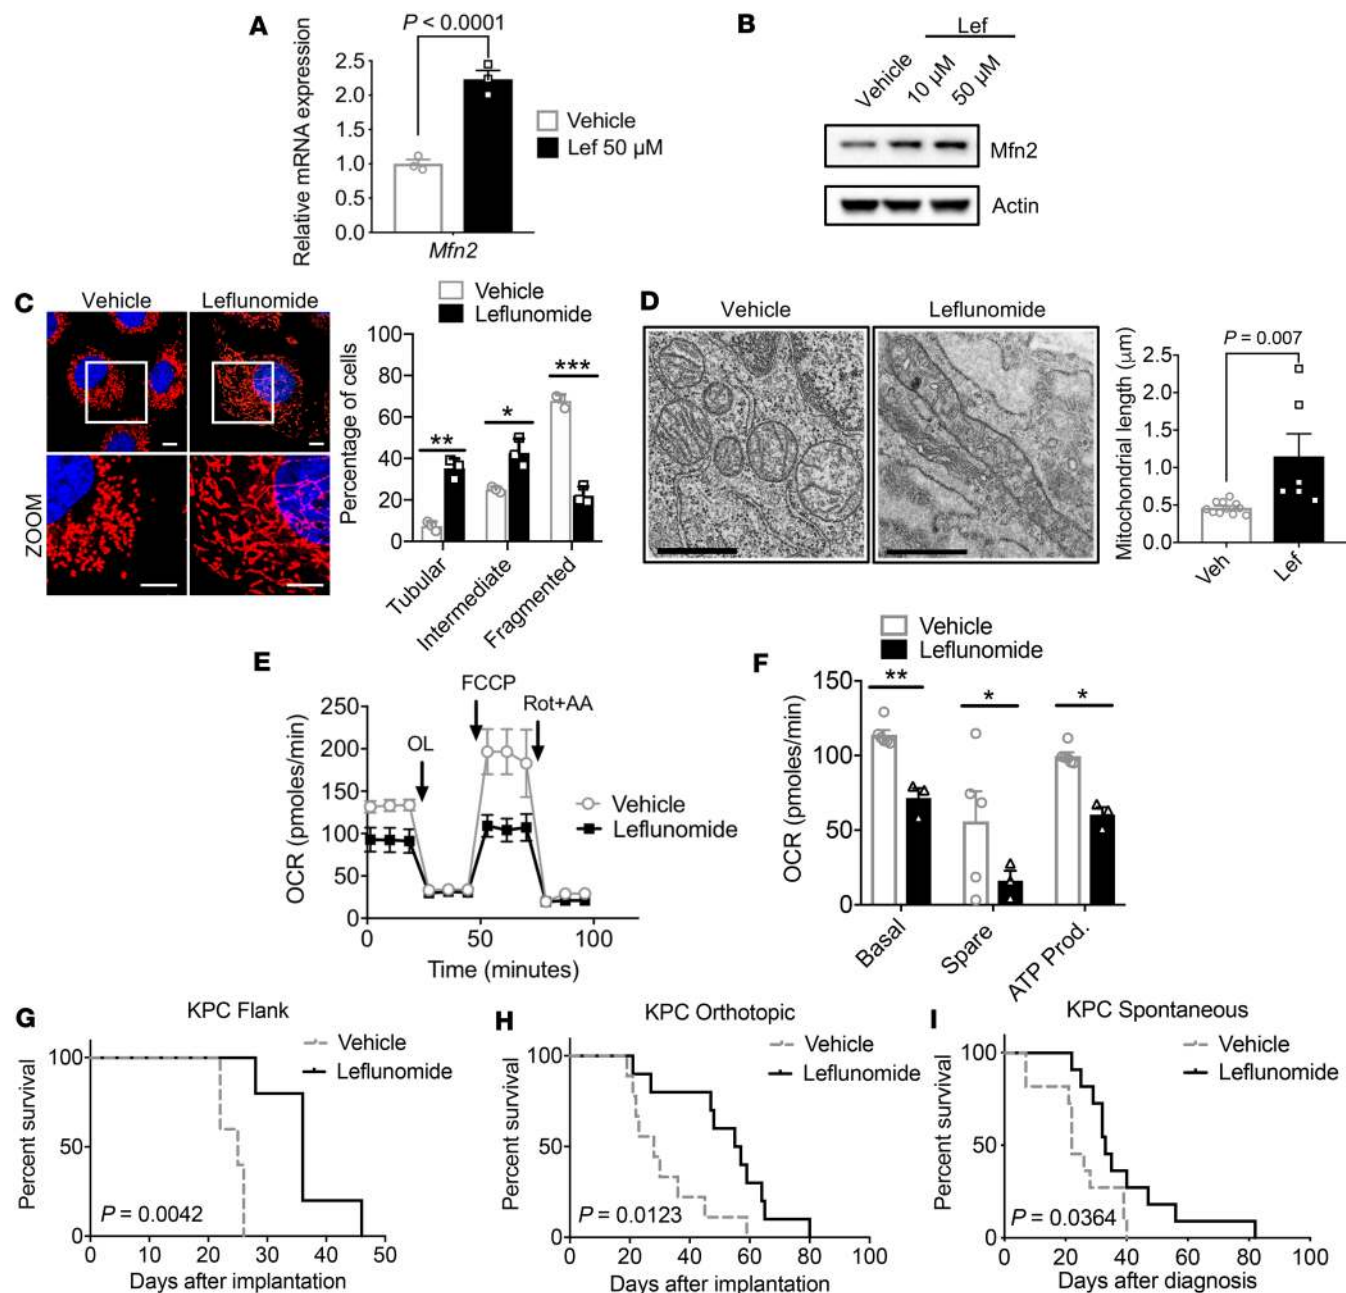 A
P < 0.0001
Relative mRNA expression
2.5
2.0
1.5
1.0
0.5
0.0
Mfn2
Vehicle
Lef 50 μM
B
Lef
Vehicle
10 μM
50 μM
Mfn2
Actin
C
Vehicle
Leflunomide
ZOOM
Vehicle
Leflunomide
Percentage of cells
100
80
60
40
20
0
**
*
***
Tubular
Intermediate
Fragmented
D
Vehicle
Leflunomide
P = 0.007
Mitochondrial length (μm)
2.5
2.0
1.5
1.0
0.5
0.0
Veh
Lef
E
OCR (pmoles/min)
250
200
150
100
50
0
OL
FCCP
Rot+AA
Vehicle
Leflunomide
0
50
100
Time (minutes)
F
Vehicle
Leflunomide
OCR (pmoles/min)
150
100
50
0
**
*
*
Basal
Spare
ATP Prod.
G
KPC Flank
Vehicle
Leflunomide
Percent survival
100
50
0
P = 0.0042
0
10
20
30
40
50
Days after implantation
H
KPC Orthotopic
Vehicle
Leflunomide
Percent survival
100
50
0
P = 0.0123
0
20
40
60
80
100
Days after implantation
I
KPC Spontaneous
Vehicle
Leflunomide
Percent survival
100
50
0
P = 0.0364
0
20
40
60
80
100
Days after diagnosis